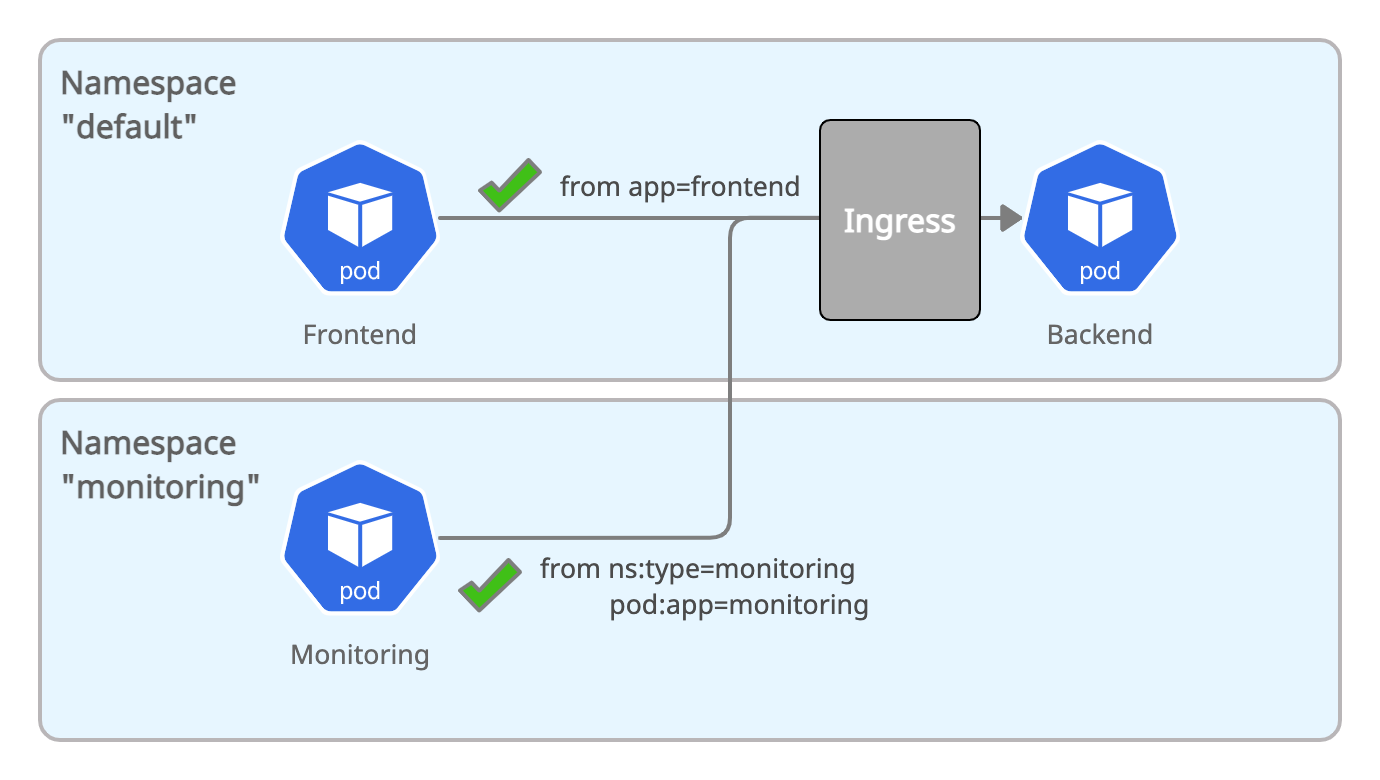 Namespace
"default"
from app=frontend
Ingress
pod
pod
Frontend
Backend
Namespace
"monitoring"
from ns:type=monitoring
pod:app=monitoring
pod
Monitoring